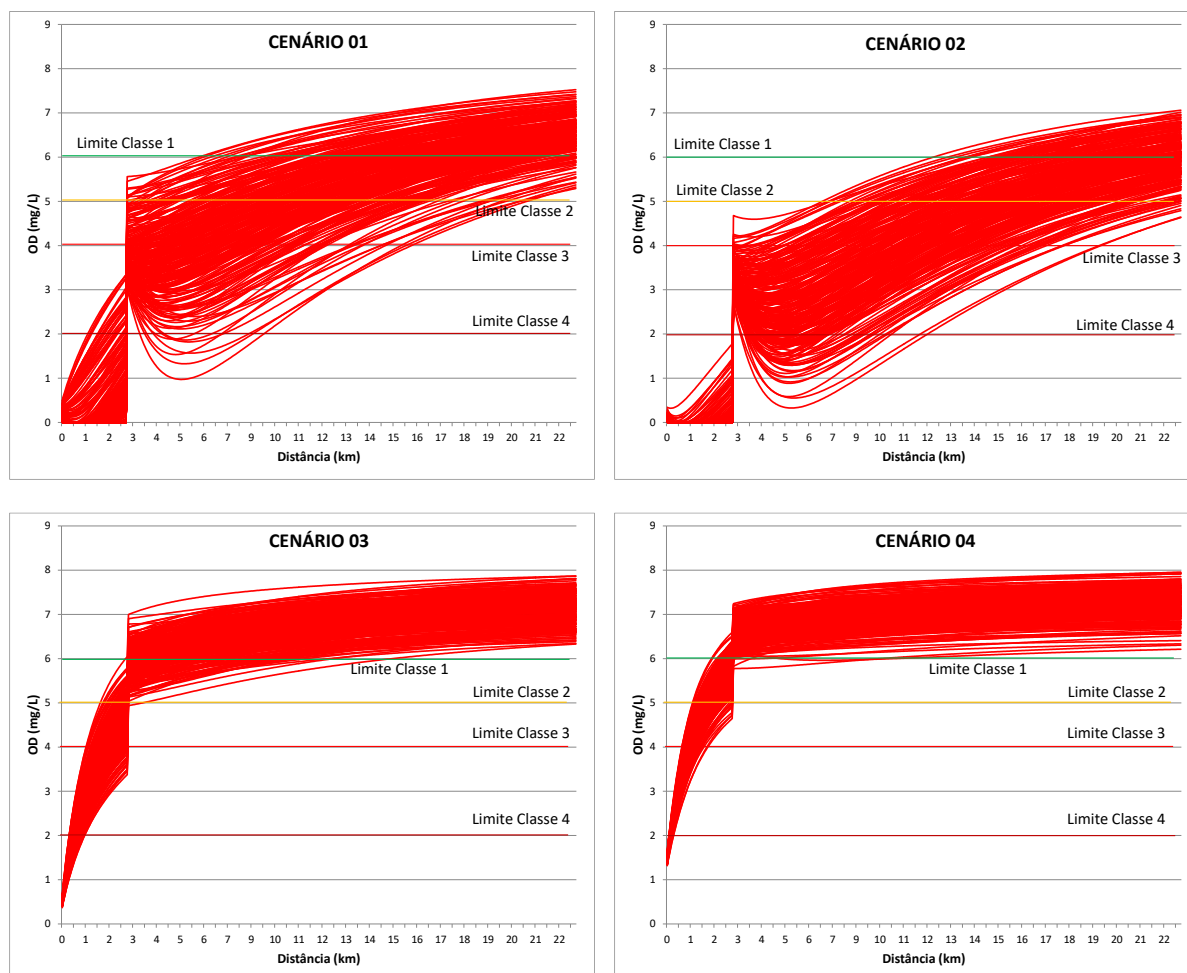 CENÁRIO 01
9
8
7
6
5
4
3
2
1
0
OD (mg/L)
Limite Classe 1
Limite Classe 2
Limite Classe 3
Limite Classe 4
0 1 2 3 4 5 6 7 8 10 11 12 13 14 15 16 17 18 19 20 21 22
Distância (km)
CENÁRIO 02
9
8
7
6
5
4
3
2
1
0
OD (mg/L)
Limite Classe 1
Limite Classe 2
Limite Classe 3
Limite Classe 4
0 1 2 3 4 5 6 7 8 10 11 12 13 14 15 16 17 18 19 20 21 22
Distância (km)
CENÁRIO 03
9
8
7
6
5
4
3
2
1
0
OD (mg/L)
Limite Classe 1
Limite Classe 2
Limite Classe 3
Limite Classe 4
0 1 2 3 4 5 6 7 8 10 11 12 13 14 15 16 17 18 19 20 21 22
Distância (km)
CENÁRIO 04
9
8
7
6
5
4
3
2
1
0
OD (mg/L)
Limite Classe 1
Limite Classe 2
Limite Classe 3
Limite Classe 4
0 1 2 3 4 5 6 7 8 10 11 12 13 14 15 16 17 18 19 20 21 22
Distância (km)